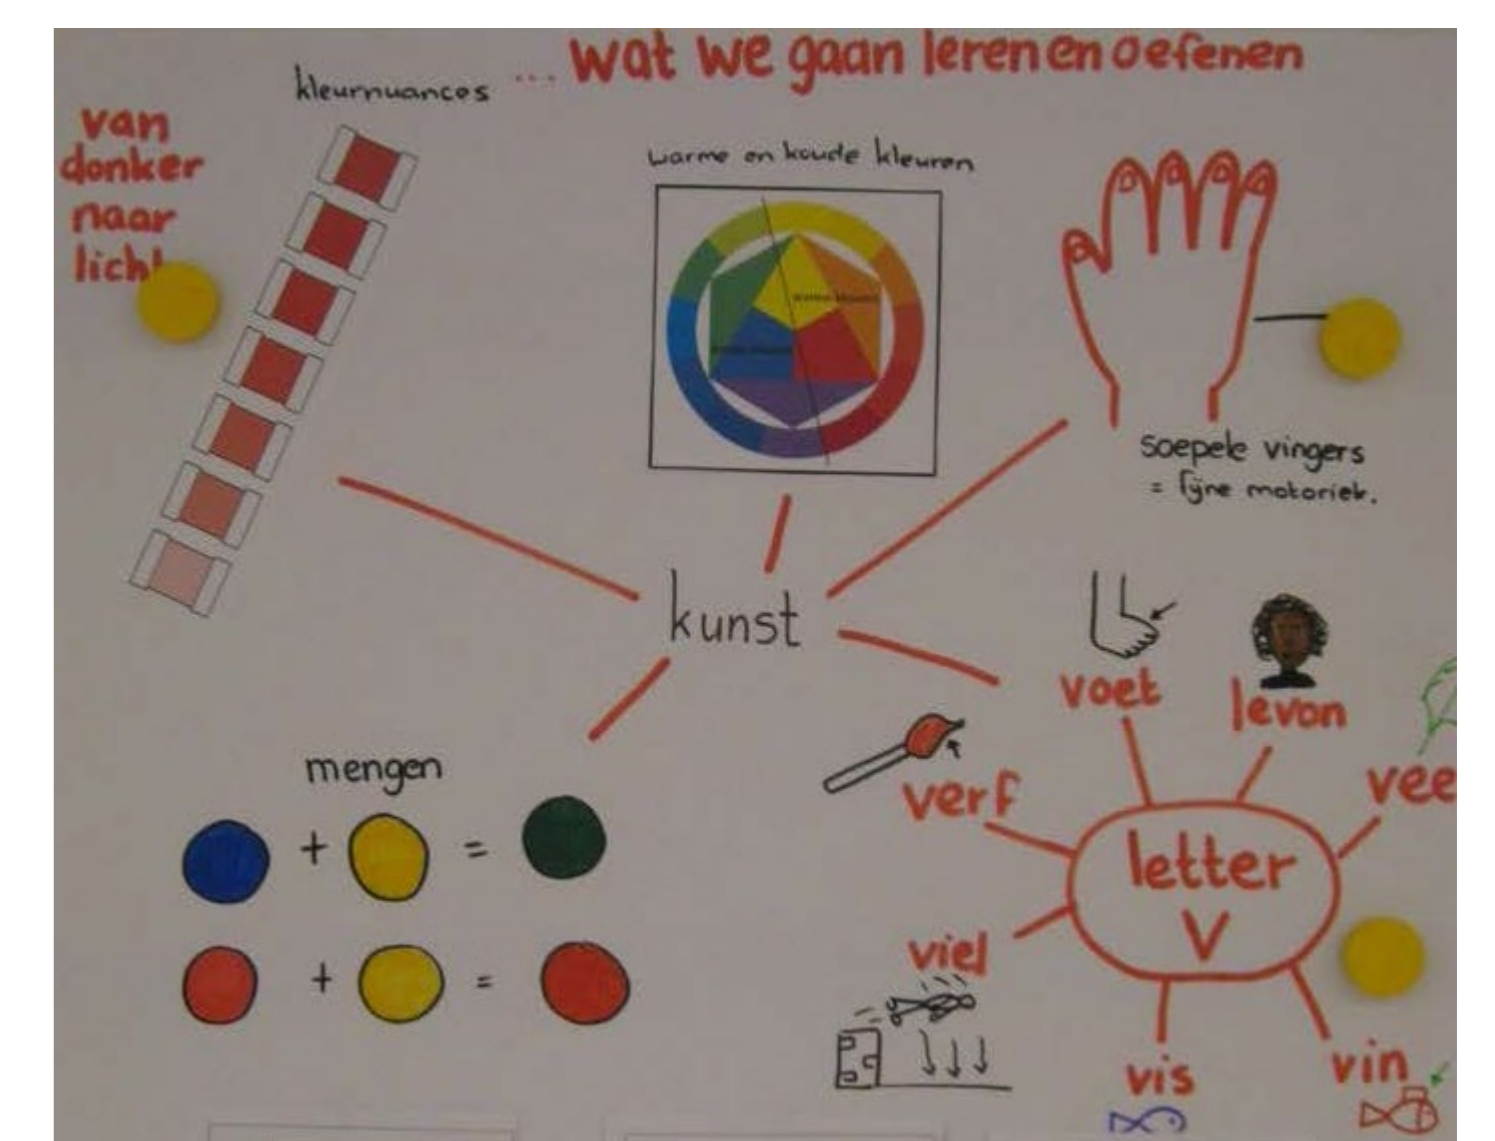 ... wat we gaan leren en oefenen
kleurnuances
van
donker
naar
licht
warme en koude kleuren
soepele vingers
= fijne motoriek.
kunst
mengen
+ =
+ =
voet
levon
verf
vee
letter
V
viel
vis
vin